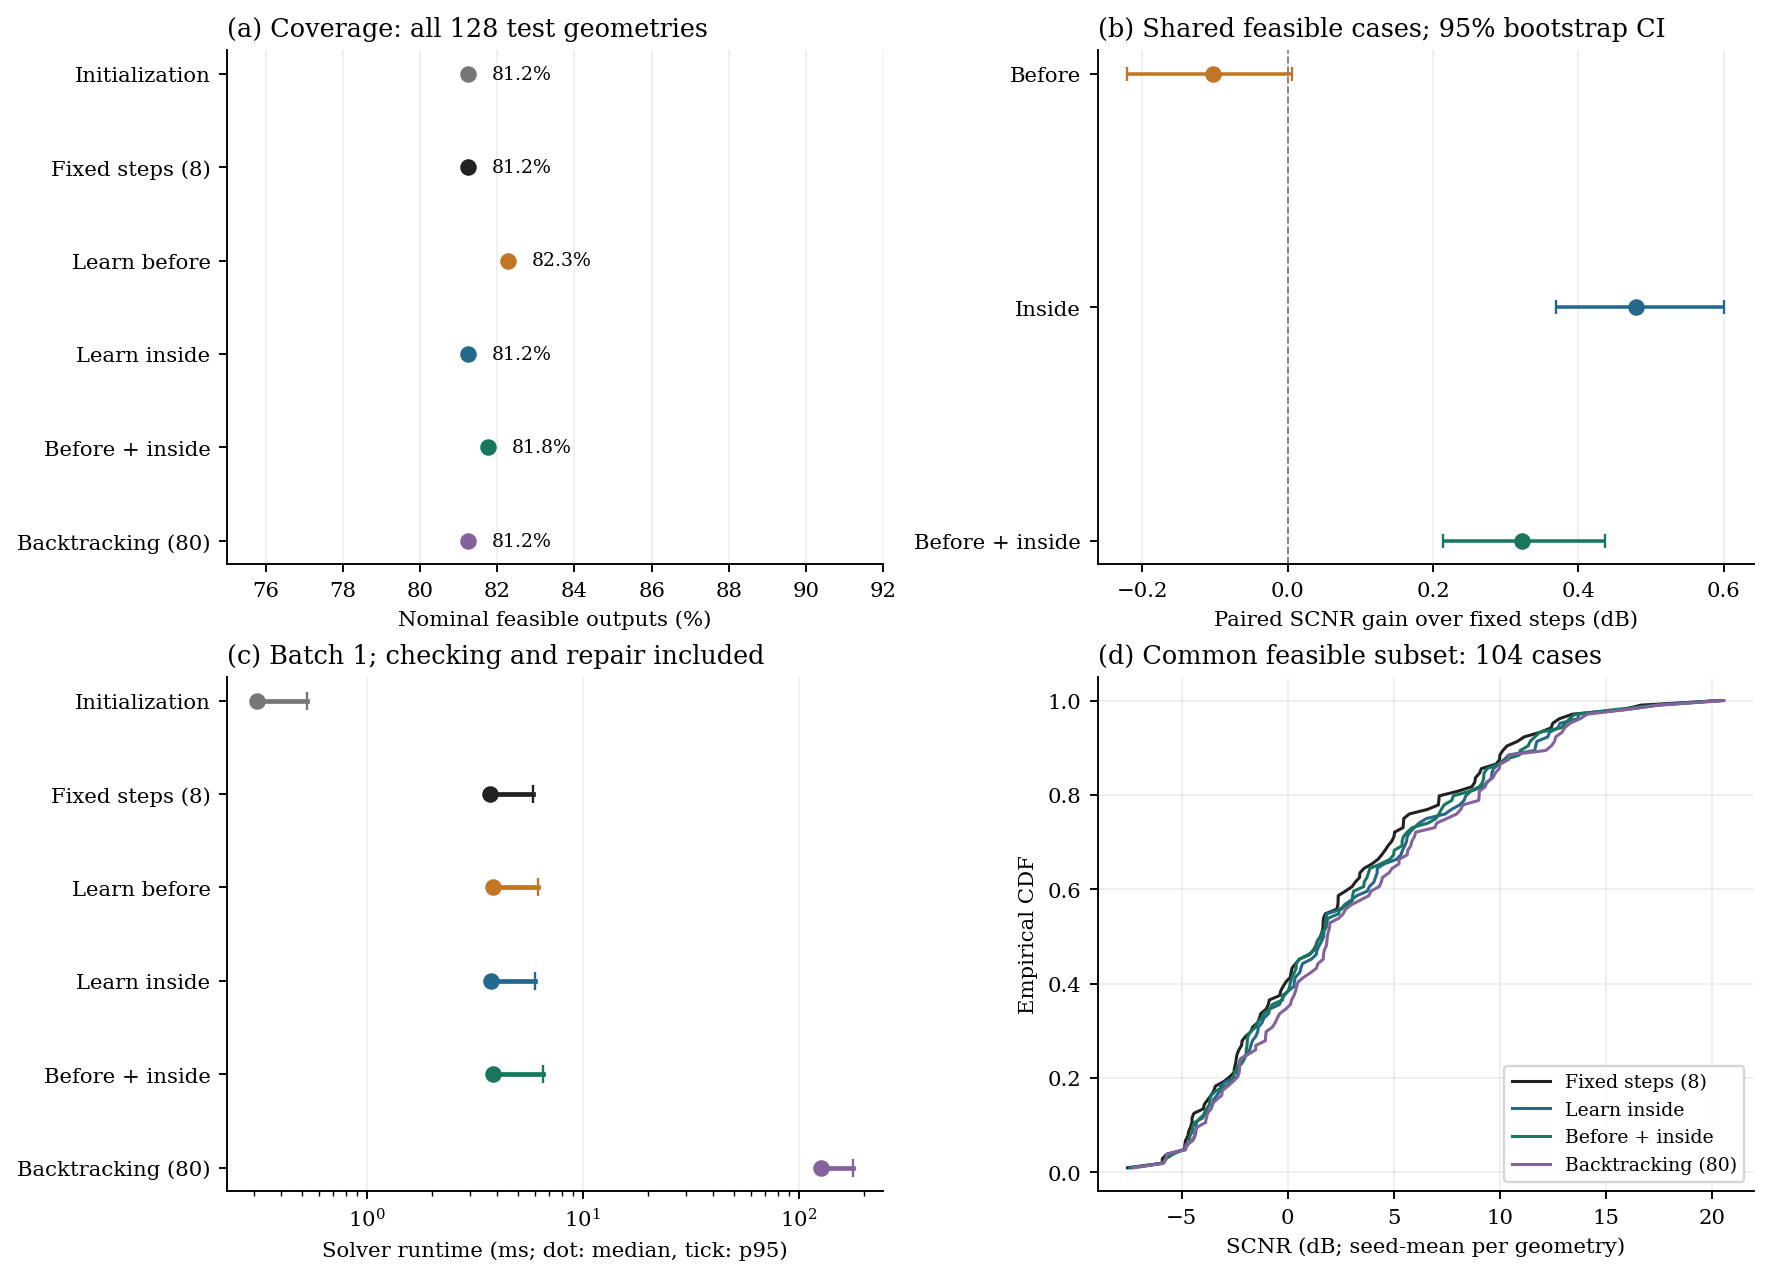 (a) Coverage: all 128 test geometries
Initialization
81.2%
Fixed steps (8)
81.2%
Learn before
82.3%
Learn inside
81.2%
Before + inside
81.8%
Backtracking (80)
81.2%
76 78 80 82 84 86 88 90 92
Nominal feasible outputs (%)
(b) Shared feasible cases; 95% bootstrap CI
Before
Inside
Before + inside
−0.2 0.0 0.2 0.4 0.6
Paired SCNR gain over fixed steps (dB)
(c) Batch 1; checking and repair included
Initialization
Fixed steps (8)
Learn before
Learn inside
Before + inside
Backtracking (80)
10⁰ 10¹ 10²
Solver runtime (ms; dot: median, tick: p95)
(d) Common feasible subset: 104 cases
1.0
0.8
0.6
0.4
0.2
0.0
Empirical CDF
Fixed steps (8)
Learn inside
Before + inside
Backtracking (80)
−5 0 5 10 15 20
SCNR (dB; seed-mean per geometry)